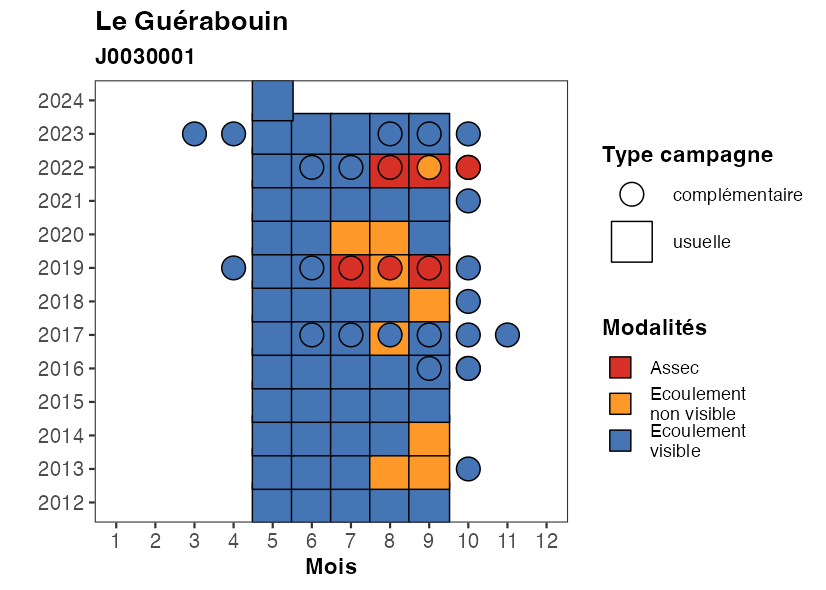 Le Guérabouin
J0030001
2024
2023
2022
2021
2020
2019
2018
2017
2016
2015
2014
2013
2012
1 2 3 4 5 6 7 8 9 10 11 12
Mois
Type campagne
complémentaire
usuelle
Modalités
Assec
Ecoulement
non visible
Ecoulement
visible